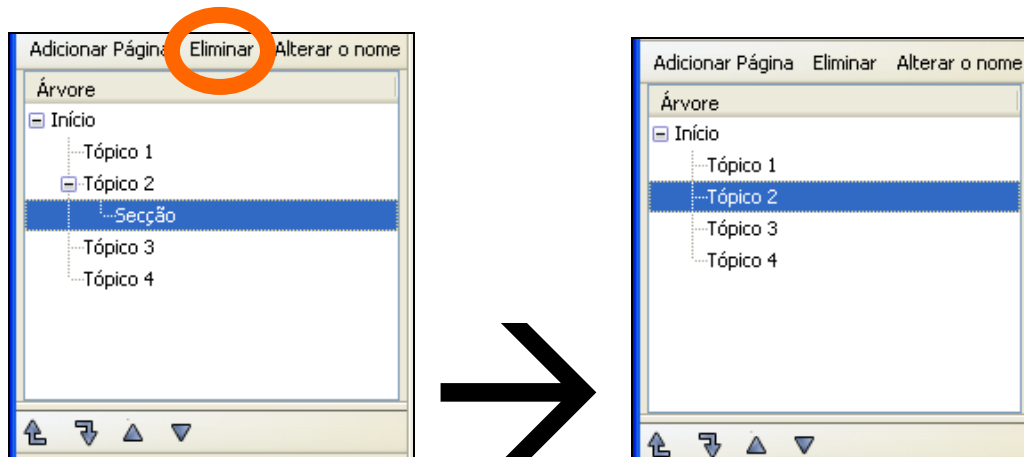 Adicionar Página Eliminar Alterar o nome
Árvore
Início
Tópico 1
Tópico 2
Secção
Tópico 3
Tópico 4
Adicionar Página Eliminar Alterar o nome
Árvore
Início
Tópico 1
Tópico 2
Tópico 3
Tópico 4